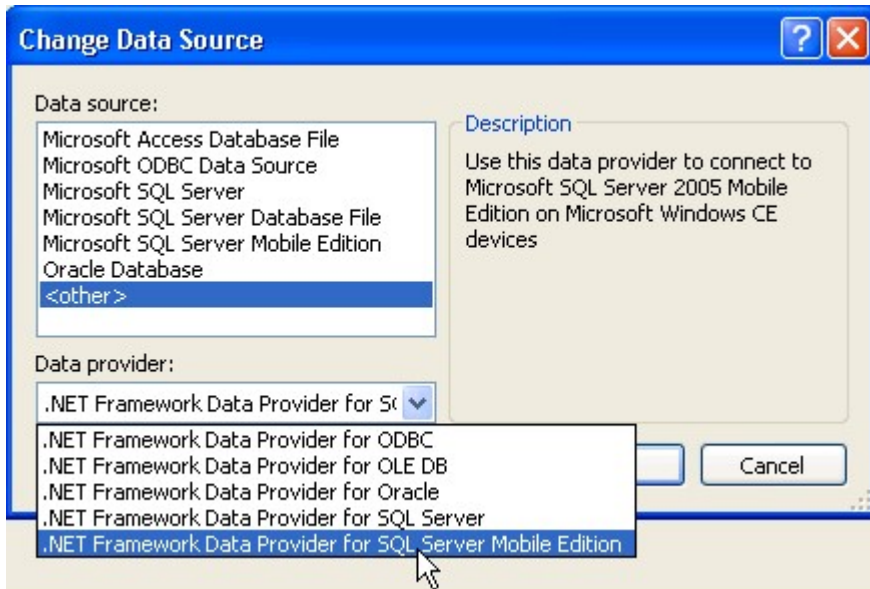 Change Data Source
?
Data source:
Microsoft Access Database File
Microsoft ODBC Data Source
Microsoft SQL Server
Microsoft SQL Server Database File
Microsoft SQL Server Mobile Edition
Oracle Database
<other>
Description
Use this data provider to connect to
Microsoft SQL Server 2005 Mobile
Edition on Microsoft Windows CE
devices
Data provider:
.NET Framework Data Provider for
.NET Framework Data Provider for ODBC
.NET Framework Data Provider for OLE DB
.NET Framework Data Provider for Oracle
.NET Framework Data Provider for SQL Server
.NET Framework Data Provider for SQL Server Mobile Edition
Cancel